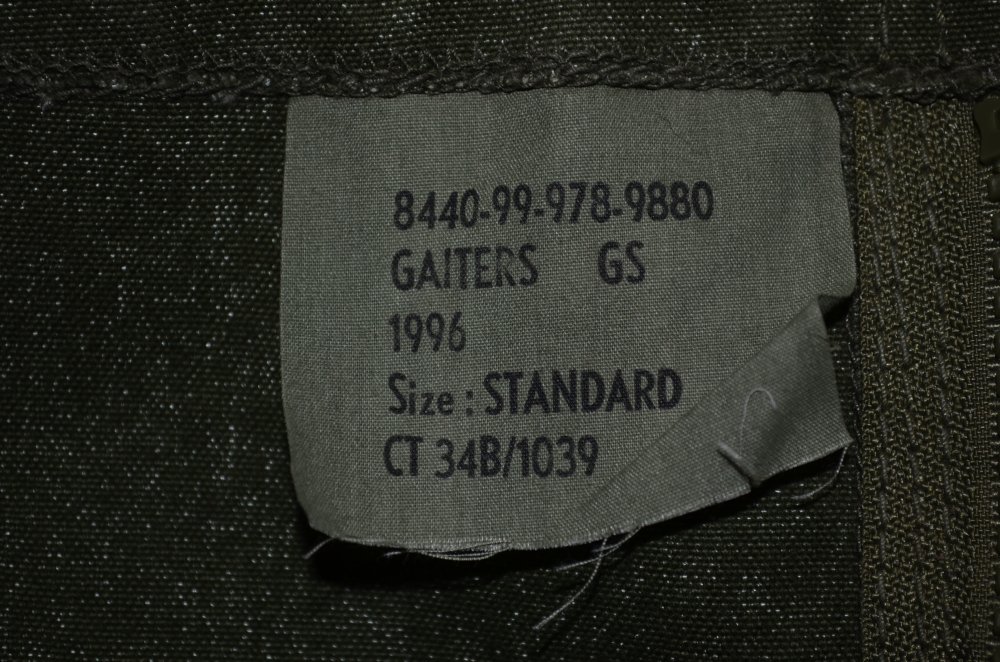 8440-99-978-9880
GAITERS GS
1996
Size : STANDARD
CT 34B/1039